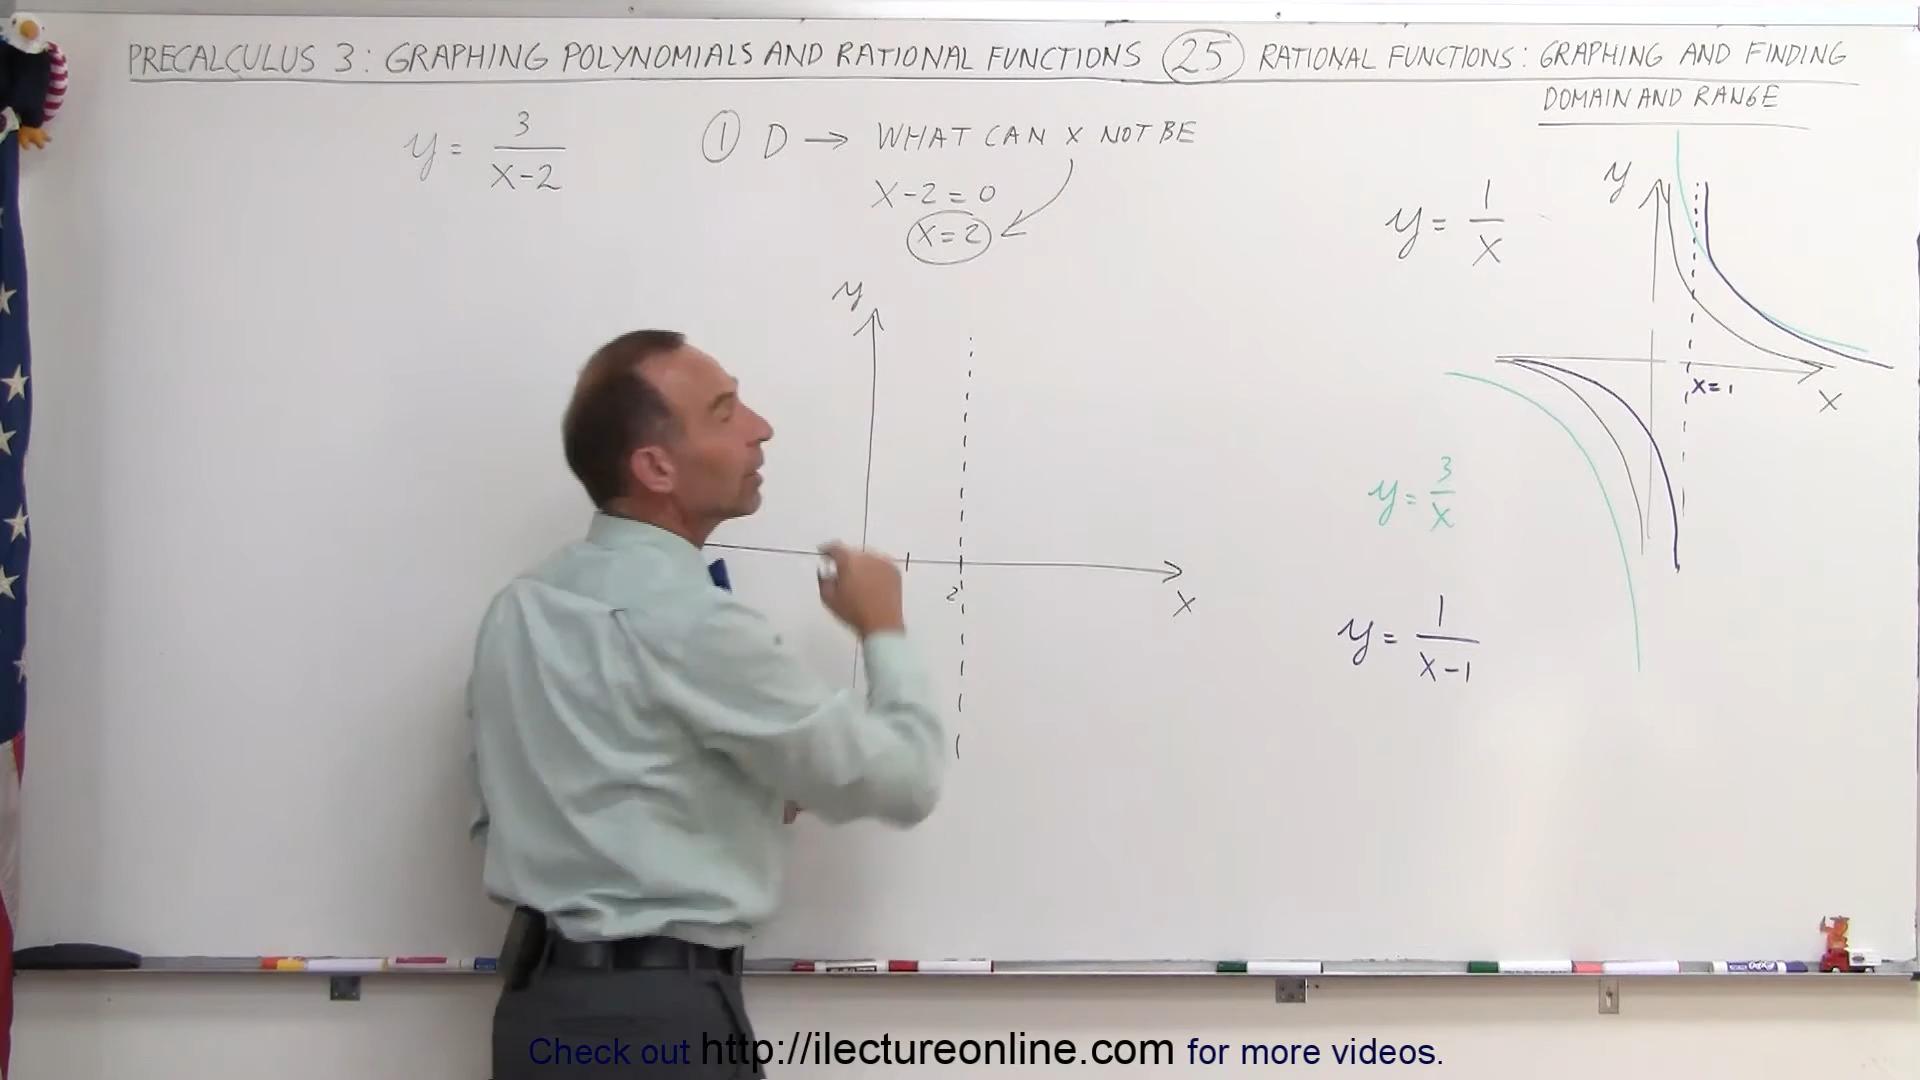 PRECALCULUS 3: GRAPHING POLYNOMIALS AND RATIONAL FUNCTIONS 25 RATIONAL FUNCTIONS: GRAPHING AND FINDING
DOMAIN AND RANGE
y = 3/(x-2)
① D → WHAT CAN X NOT BE
x-2=0
x=2
y
2
x
y = 1/x
y
x=1
x
y = 3/x
y = 1/(x-1)
Check out http://ilectureonline.com for more videos.